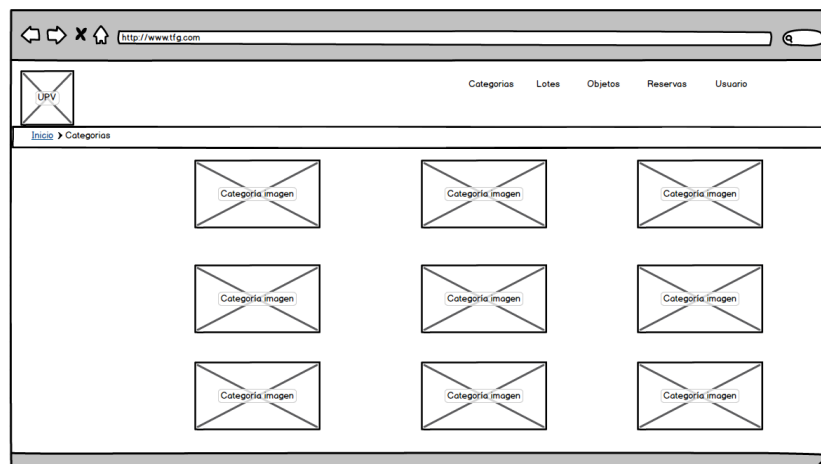 http://www.tfg.com
UPV
Categorias Lotes Objetos Reservas Usuario
Inicio > Categorias
Categoria imagen Categoria imagen Categoria imagen
Categoria imagen Categoria imagen Categoria imagen
Categoria imagen Categoria imagen Categoria imagen